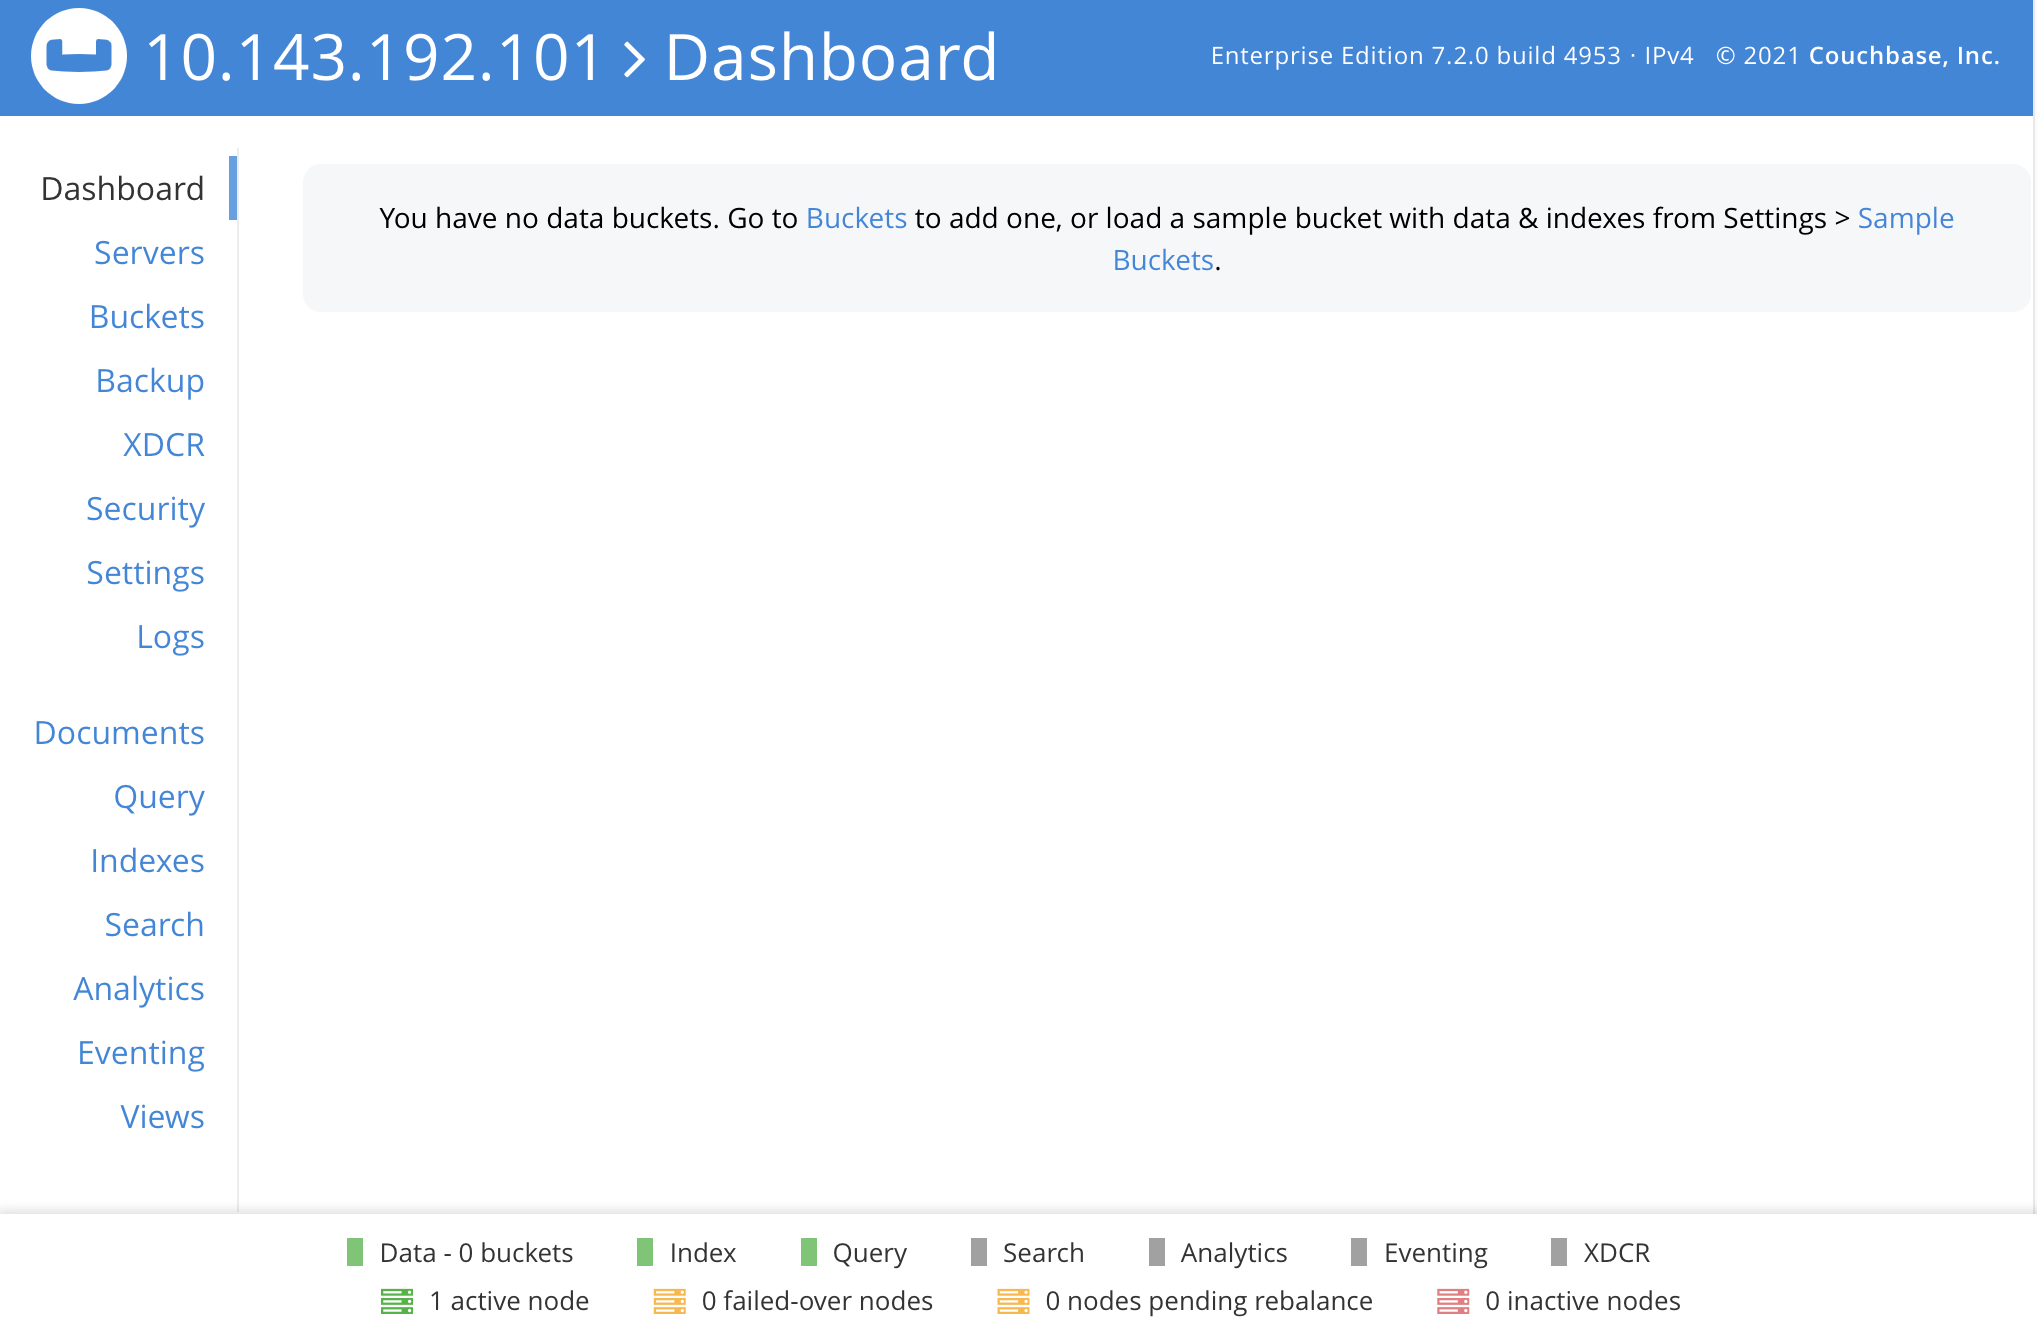 10.143.192.101 > Dashboard
Enterprise Edition 7.2.0 build 4953 · IPv4 © 2021 Couchbase, Inc.
Dashboard
Servers
Buckets
Backup
XDCR
Security
Settings
Logs
Documents
Query
Indexes
Search
Analytics
Eventing
Views
You have no data buckets. Go to Buckets to add one, or load a sample bucket with data & indexes from Settings > Sample
Buckets.
Data - 0 buckets Index Query Search Analytics Eventing XDCR
1 active node 0 failed-over nodes 0 nodes pending rebalance 0 inactive nodes